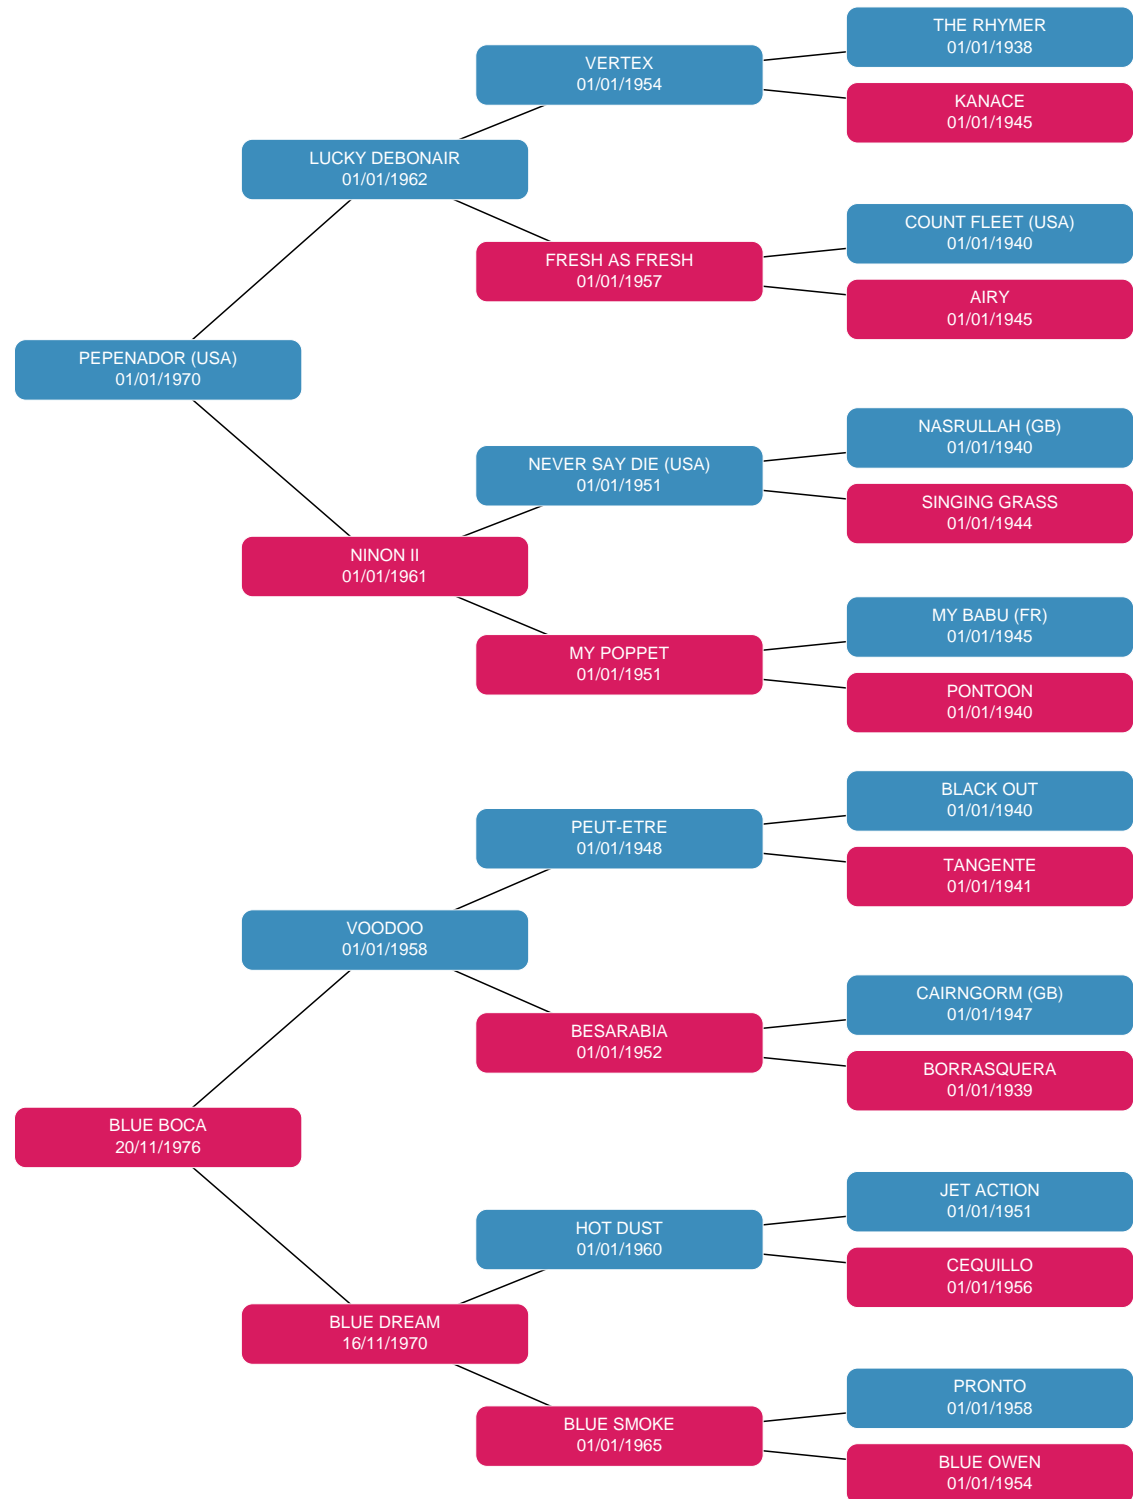 THE RHYMER
01/01/1938
VERTEX
01/01/1954
KANACE
01/01/1945
LUCKY DEBONAIR
01/01/1962
COUNT FLEET (USA)
01/01/1940
FRESH AS FRESH
01/01/1957
AIRY
01/01/1945
PEPENADOR (USA)
01/01/1970
NASRULLAH (GB)
01/01/1940
NEVER SAY DIE (USA)
01/01/1951
SINGING GRASS
01/01/1944
NINON II
01/01/1961
MY BABU (FR)
01/01/1945
MY POPPET
01/01/1951
PONTOON
01/01/1940
BLACK OUT
01/01/1940
PEUT-ETRE
01/01/1948
TANGENTE
01/01/1941
VOODOO
01/01/1958
CAIRNGORM (GB)
01/01/1947
BESARABIA
01/01/1952
BORRASQUERA
01/01/1939
BLUE BOCA
20/11/1976
JET ACTION
01/01/1951
HOT DUST
01/01/1960
CEQUILLO
01/01/1956
BLUE DREAM
16/11/1970
PRONTO
01/01/1958
BLUE SMOKE
01/01/1965
BLUE OWEN
01/01/1954